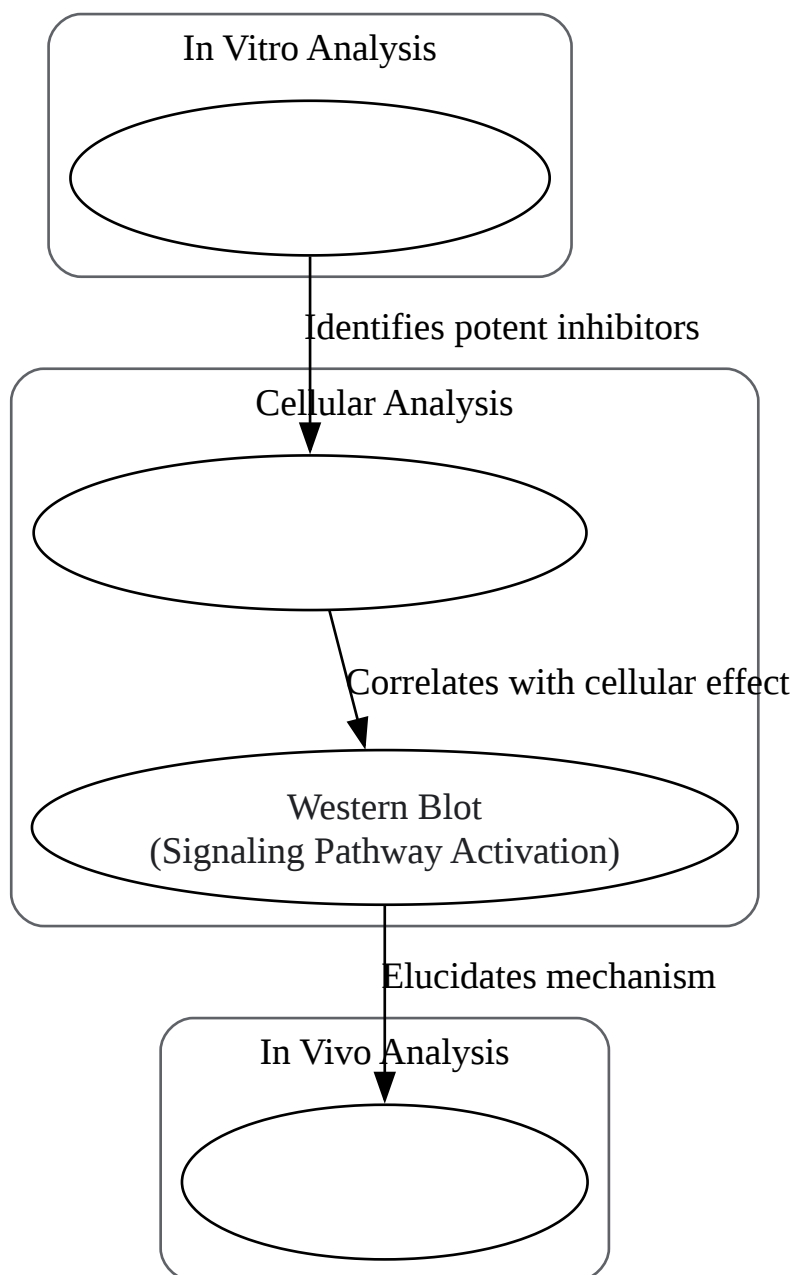 In Vitro Analysis
Identifies potent inhibitors
Cellular Analysis
Correlates with cellular effect
Western Blot
(Signaling Pathway Activation)
Elucidates mechanism
In Vivo Analysis